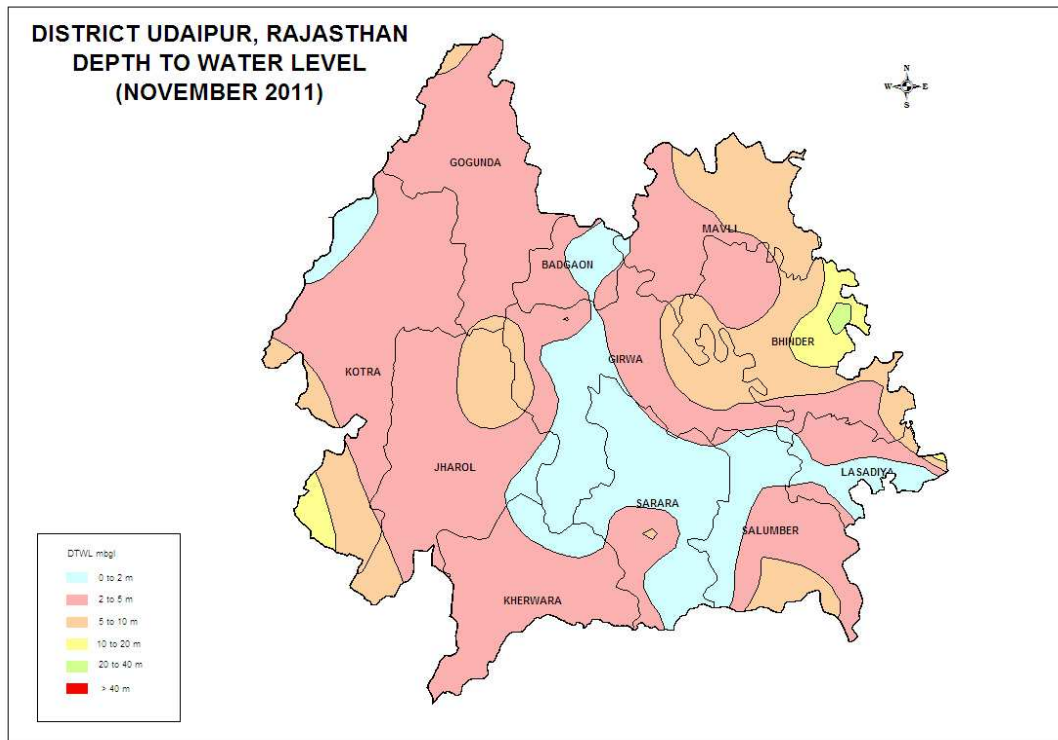 DISTRICT UDAIPUR, RAJASTHAN
DEPTH TO WATER LEVEL
(NOVEMBER 2011)
N
W E
S
GOGUNDA
MAVLI
BADGAON
BHINDER
GIRWA
KOTRA
JHAROL
LASADIYA
SARARA
SALUMBER
KHERWARA
DTWL mbgl
0 to 2 m
2 to 5 m
5 to 10 m
10 to 20 m
20 to 40 m
> 40 m